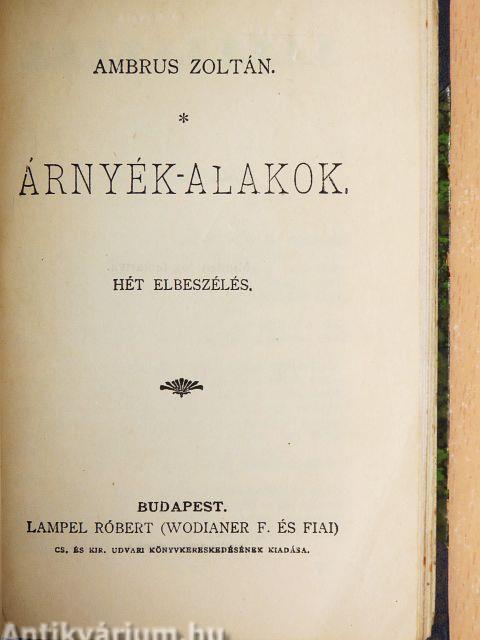 AMBRUS ZOLTÁN.
*
ÁRNYÉK-ALAKOK.
HÉT ELBESZÉLÉS.
BUDAPEST.
LAMPEL RÓBERT (WODIANER F. ÉS FIAI)
CS. ÉS KIR. UDVARI KÖNYVKERESKEDÉSÉNEK KIADÁSA.
Antikvárium.hu